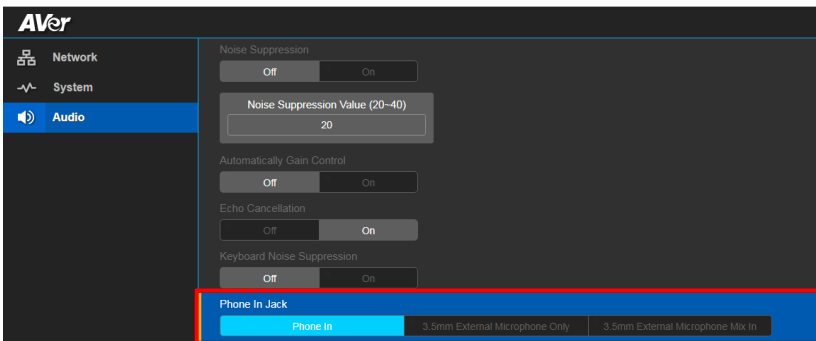 AVer
Network
System
Audio
Noise Suppression
Off On
Noise Suppression Value (20~40)
20
Automatically Gain Control
Off On
Echo Cancellation
Off On
Keyboard Noise Suppression
Off On
Phone In Jack
Phone In 3.5mm External Microphone Only 3.5mm External Microphone Mix In